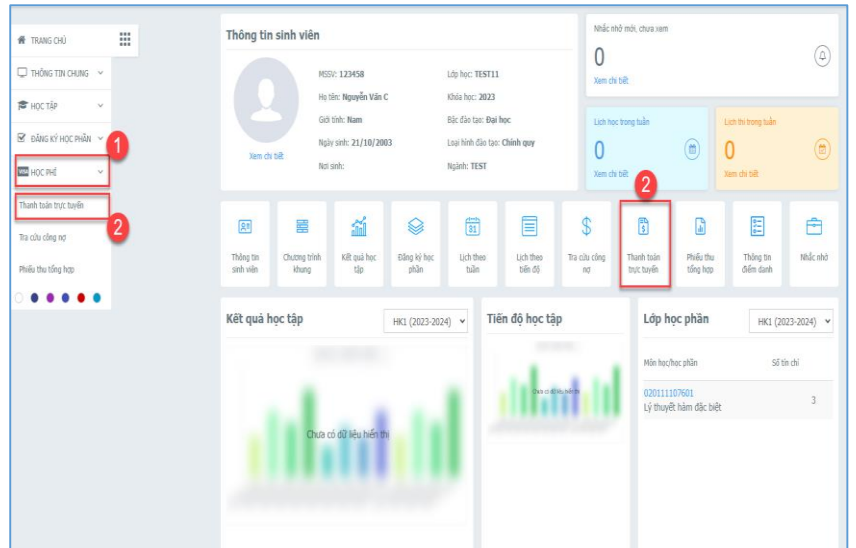 TRANG CHỦ
THÔNG TIN CHUNG
HỌC TẬP
ĐĂNG KÝ HỌC PHẦN
1
VISA HỌC PHÍ
Thanh toán trực tuyến
2
Tra cứu công nợ
Phiếu thu tổng hợp
Thông tin sinh viên
MSSV: 123458
Họ tên: Nguyễn Văn C
Giới tính: Nam
Ngày sinh: 21/10/2003
Nơi sinh:
Lớp học: TEST11
Khóa học: 2023
Bậc đào tạo: Đại học
Loại hình đào tạo: Chính quy
Ngành: TEST
Xem chi tiết
Nhắc nhở mới, chưa xem
0
Xem chi tiết
Lịch học trong tuần
0
Xem chi tiết
Lịch thi trong tuần
0
Xem chi tiết
2
Thông tin
sinh viên
Chương trình
khung
Kết quả học
tập
Đăng ký học
phần
31
Lịch theo
tuần
Lịch theo
tiến độ
$
Tra cứu công
nợ
$
Thanh toán
trực tuyến
Phiếu thu
tổng hợp
Thông tin
điểm danh
Nhắc nhở
Kết quả học tập
HK1 (2023-2024)
Chưa có dữ liệu hiển thị
Tiến độ học tập
Chưa có dữ liệu hiển thị
Lớp học phần
HK1 (2023-2024)
Môn học/học phần
Số tín chỉ
020111107601
Lý thuyết hàm đặc biệt
3